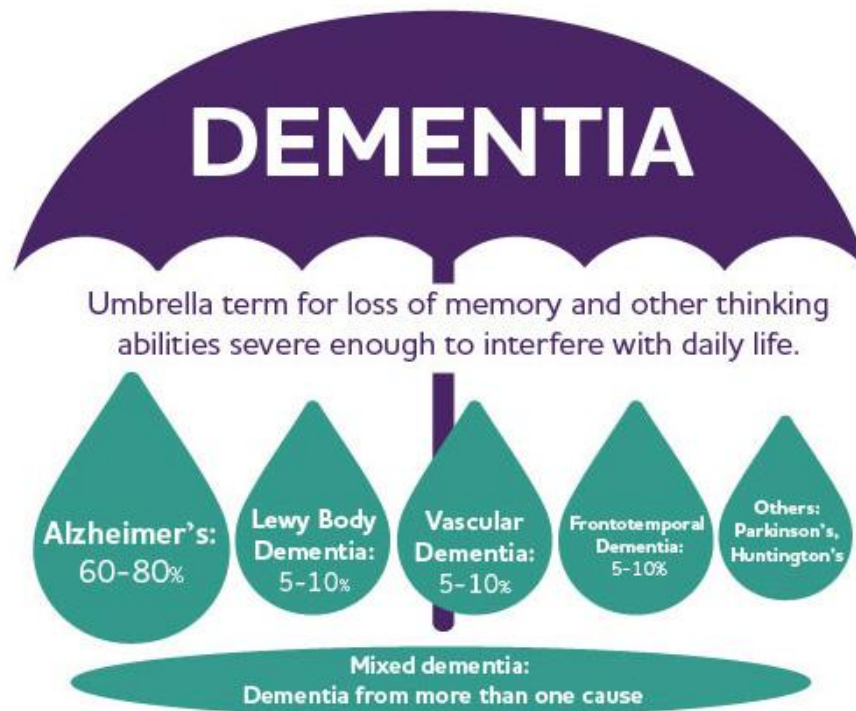 DEMENTIA
Umbrella term for loss of memory and other thinking
abilities severe enough to interfere with daily life.
Alzheimer's:
60-80%
Lewy Body
Dementia:
5-10%
Vascular
Dementia:
5-10%
Frontotemporal
Dementia:
5-10%
Others:
Parkinson's,
Huntington's
Mixed dementia:
Dementia from more than one cause